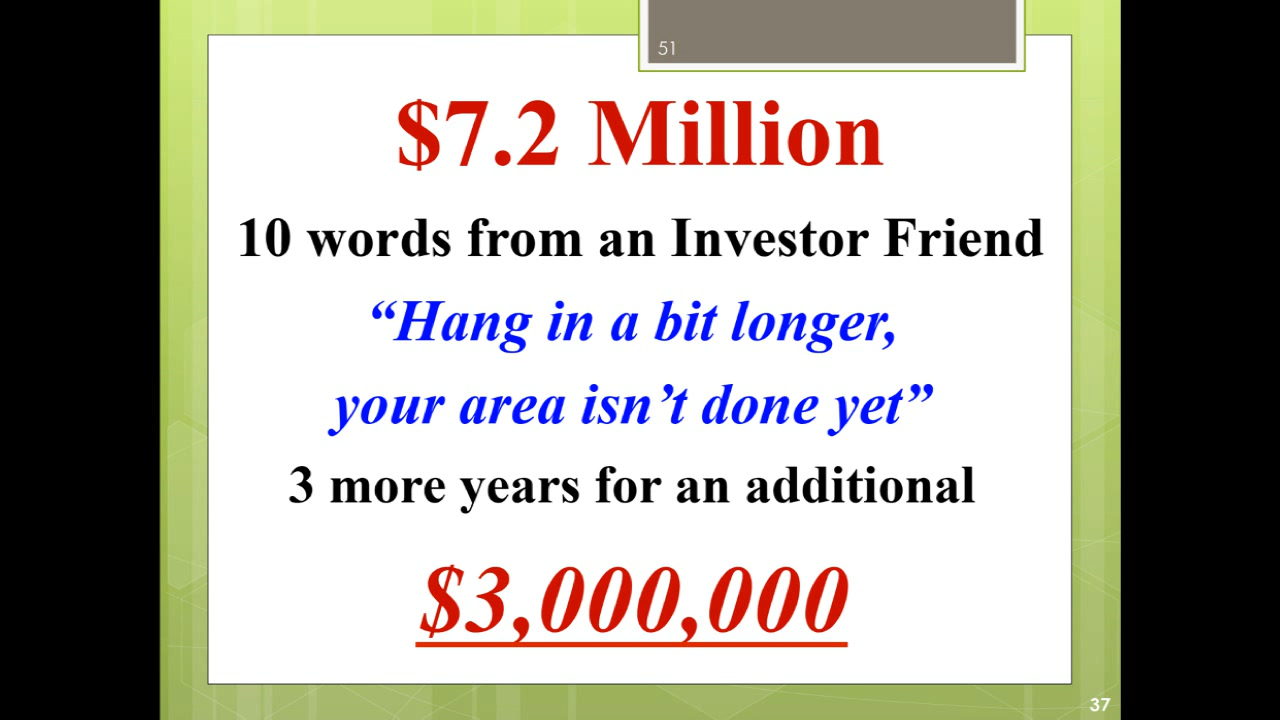 51
$7.2 Million
10 words from an Investor Friend
“Hang in a bit longer,
your area isn’t done yet”
3 more years for an additional
$3,000,000
37